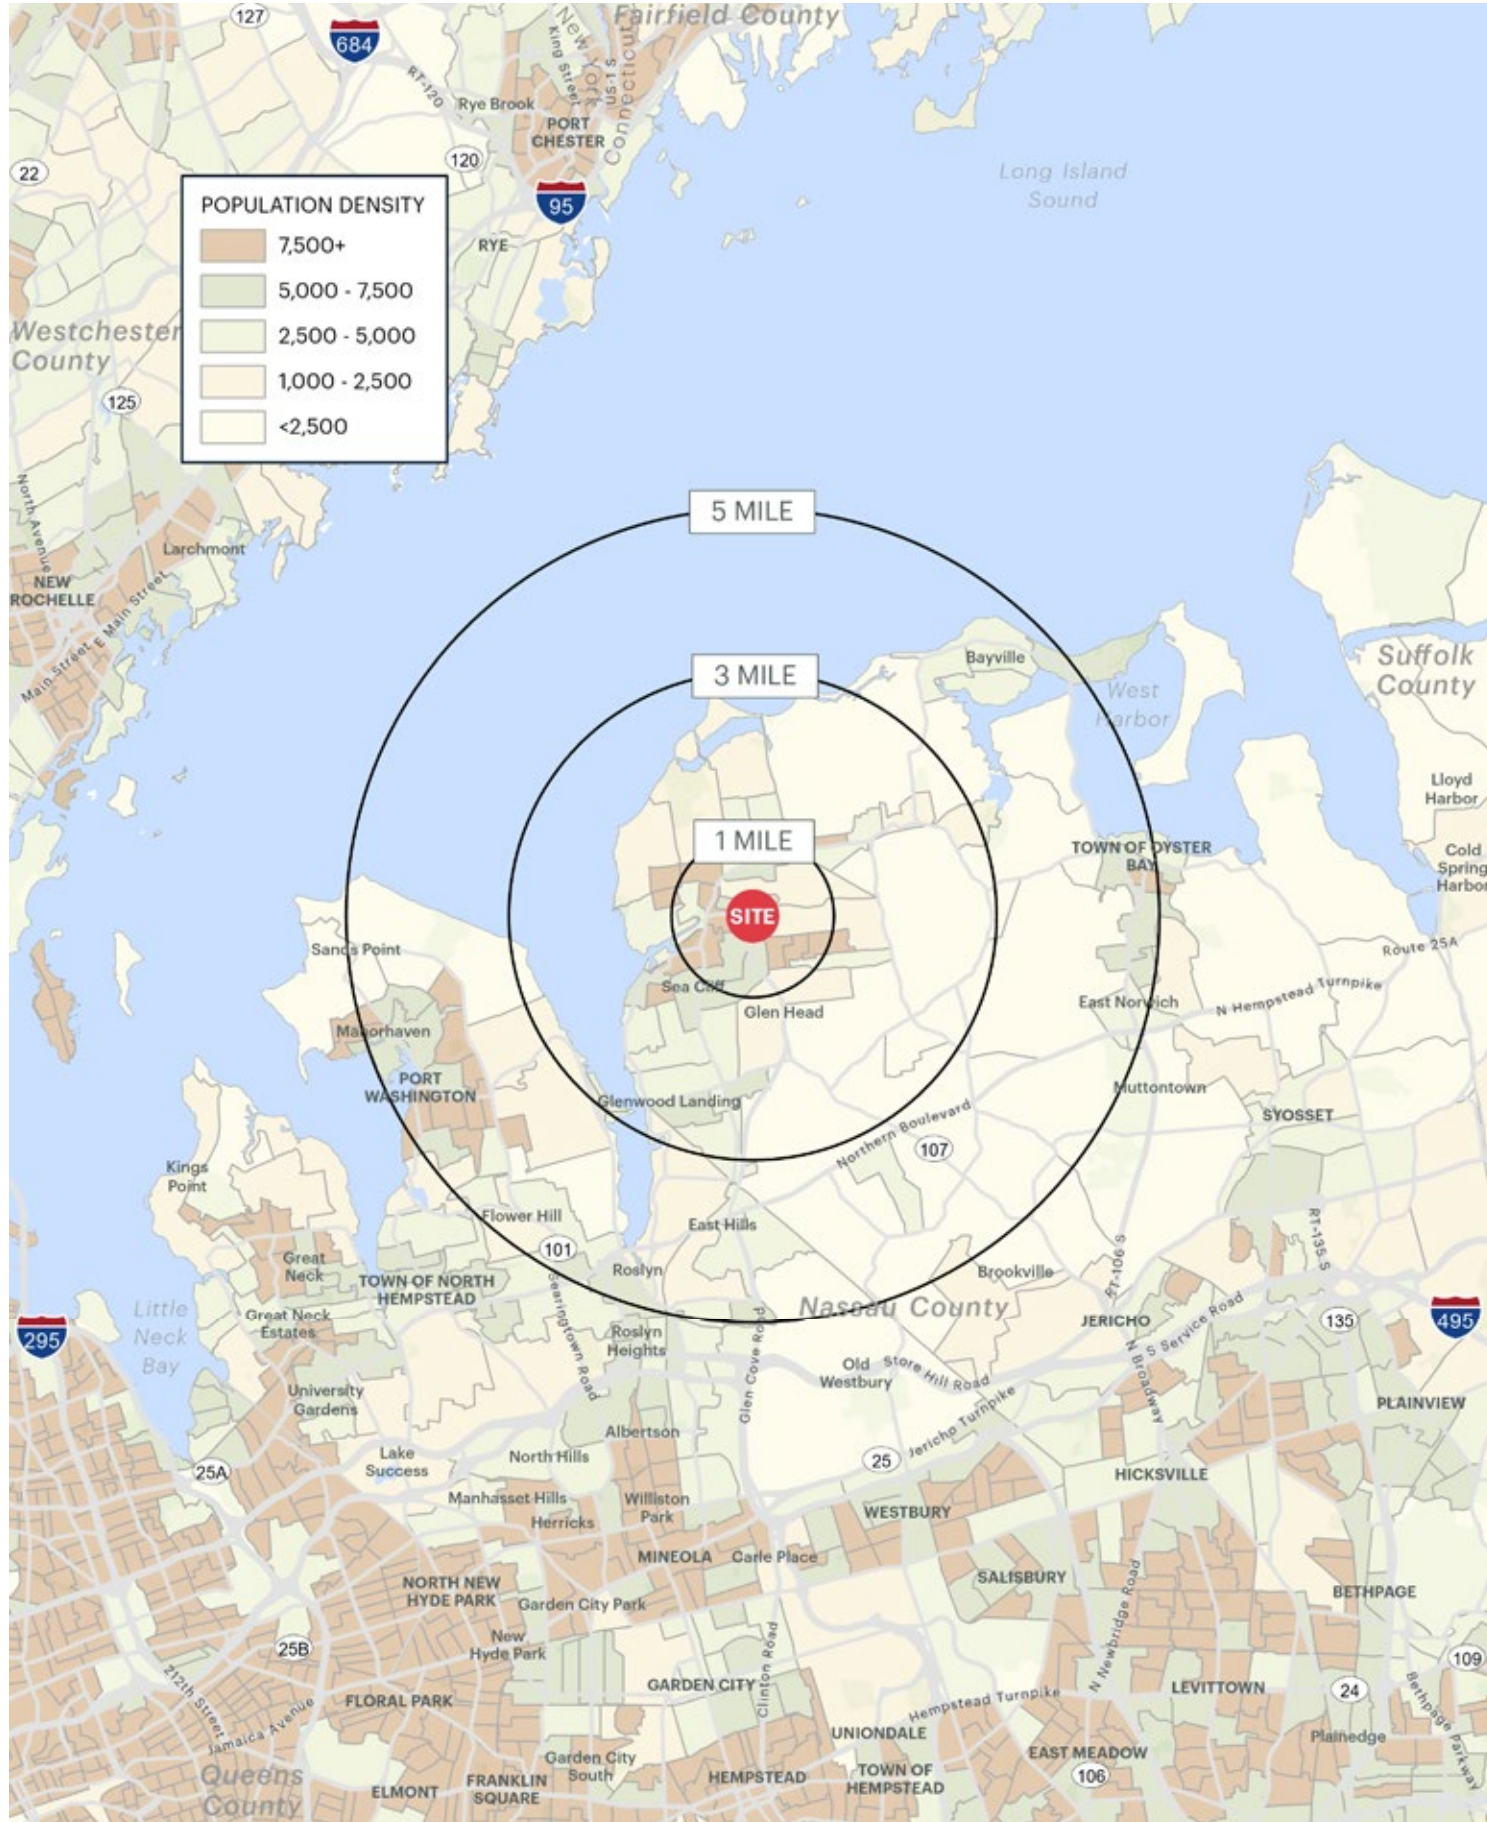 127
Fairfield County
684
New York
King Street
US-1 S
Connecticut
RT-120
Rye Brook
PORT
CHESTER
120
22
Long Island
Sound
95
POPULATION DENSITY
7,500+
5,000 - 7,500
2,500 - 5,000
1,000 - 2,500
<2,500
RYE
Westchester
County
125
North Avenue
5 MILE
Larchmont
NEW
ROCHELLE
Main Street
E Main Street
Bayville
3 MILE
West
Harbor
Suffolk
County
Lloyd
Harbor
1 MILE
TOWN OF OYSTER
BAY
Cold
Spring
Harbor
SITE
Sands Point
Route 25A
Sea Cliff
Glen Head
East Norwich
N Hempstead Turnpike
Manorhaven
PORT
WASHINGTON
Glenwood Landing
Muttontown
SYOSSET
Northern Boulevard
107
Kings
Point
Flower Hill
East Hills
101
RT-135 S
RT-106 S
Great
Neck
Roslyn
Brookville
TOWN OF NORTH
HEMPSTEAD
Searingtown Road
Little
Neck
Bay
Great Neck
Estates
Nassau County
JERICHO
S Service Road
135
495
295
Roslyn
Heights
Glen Cove Road
Old
Westbury
Store Hill Road
N Broadway
University
Gardens
Jericho Turnpike
PLAINVIEW
Albertson
Lake
Success
North Hills
25
25A
HICKSVILLE
Manhasset Hills
Williston
Park
Herricks
WESTBURY
MINEOLA
Carle Place
SALISBURY
BETHPAGE
NORTH NEW
HYDE PARK
Garden City Park
N Newbridge Road
25B
New
Hyde Park
109
212th Street
GARDEN CITY
Clinton Road
LEVITTOWN
24
Bethpage Parkway
Jamaica Avenue
FLORAL PARK
Hempstead Turnpike
UNIONDALE
Plainedge
Garden City
South
EAST MEADOW
106
Queens
County
ELMONT
FRANKLIN
SQUARE
HEMPSTEAD
TOWN OF
HEMPSTEAD